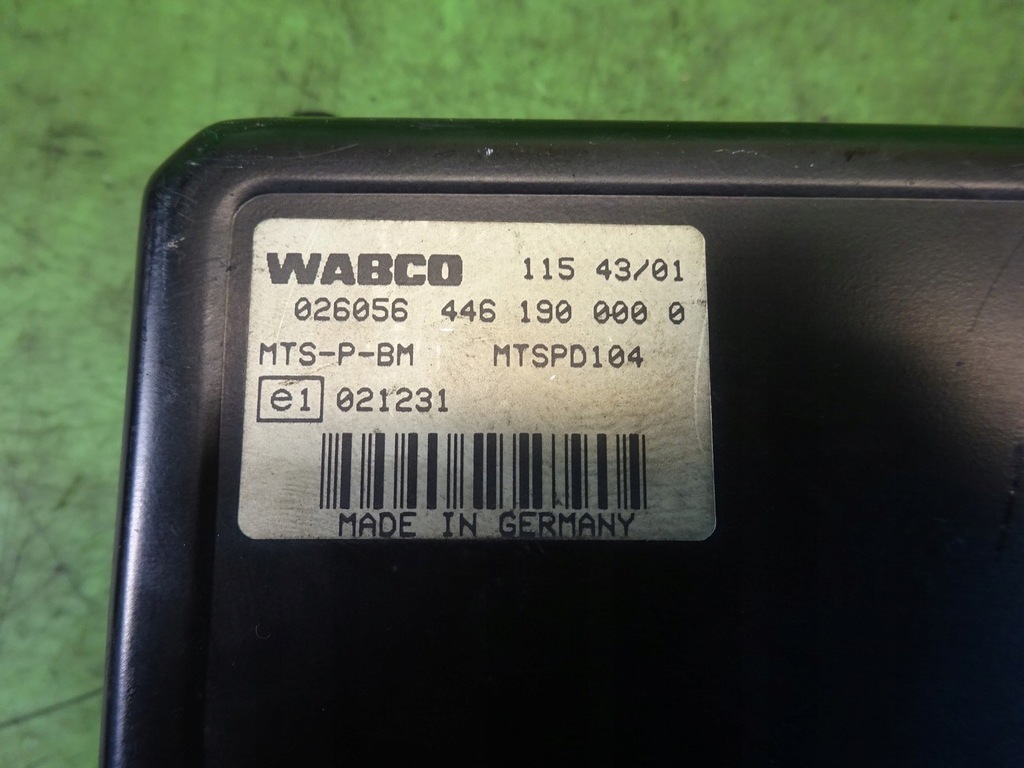 WABCO 115 43/01
026056 446 190 000 0
MTS-P-BM MTSPD104
e1 021231
MADE IN GERMANY